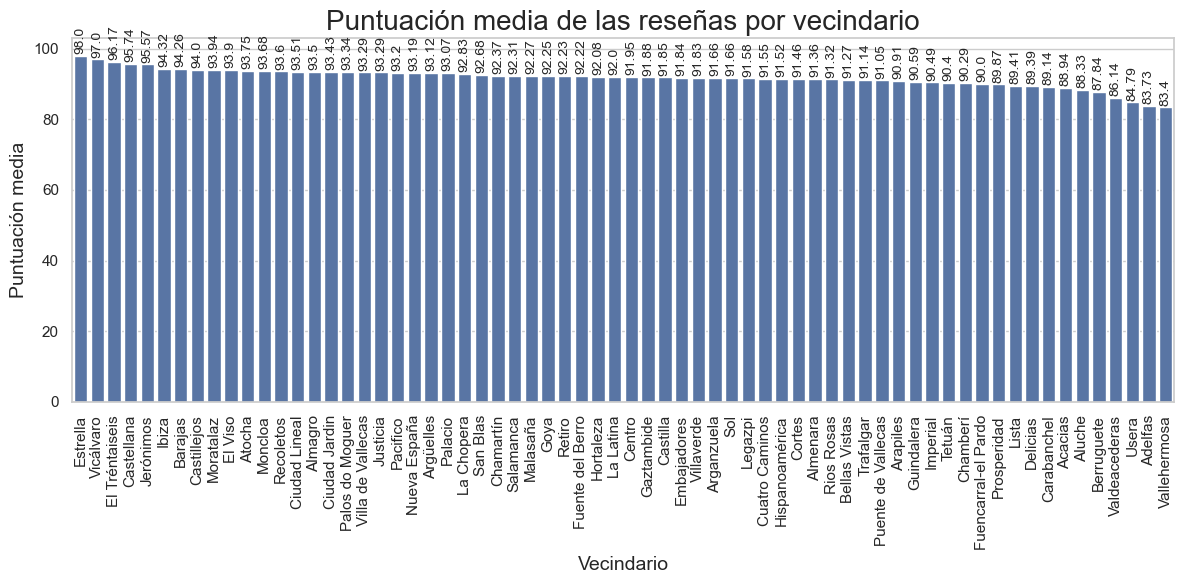 Puntuación media de las reseñas por vecindario
Puntuación media
100
80
60
40
20
0
98.0
97.0
96.17
95.74
95.57
94.32
94.26
94.0
93.94
93.9
93.75
93.68
93.6
93.51
93.5
93.43
93.34
93.29
93.29
93.2
93.19
93.12
93.07
92.83
92.68
92.37
92.31
92.27
92.25
92.23
92.22
92.08
92.0
91.95
91.88
91.85
91.84
91.83
91.66
91.66
91.58
91.55
91.52
91.46
91.36
91.32
91.27
91.14
91.05
90.91
90.59
90.49
90.4
90.29
90.0
89.87
89.41
89.39
89.14
88.94
88.33
87.84
86.14
84.79
83.73
83.4
Estrella
Vicálvaro
El Tréntaiseis
Castellana
Jerónimos
Ibiza
Barajas
Castillejos
Moratalaz
El Viso
Atocha
Moncloa
Recoletos
Ciudad Lineal
Almagro
Ciudad Jardin
Palos do Moguer
Villa de Vallecas
Justicia
Pacifico
Nueva España
Argüelles
Palacio
La Chopera
San Blas
Chamartin
Salamanca
Malasaña
Goya
Retiro
Fuente del Berro
Hortaleza
La Latina
Centro
Gaztambide
Castilla
Embajadores
Villaverde
Arganzuela
Sol
Legazpi
Cuatro Caminos
Hispanoamérica
Cortes
Almenara
Rios Rosas
Bellas Vistas
Trafalgar
Puente de Vallecas
Arapiles
Guindalera
Imperial
Tetuán
Chamberí
Fuencarral-el Pardo
Prosperidad
Lista
Delicias
Carabanchel
Acacias
Aluche
Berruguete
Valdeacederas
Usera
Adelfas
Vallehermosa
Vecindario